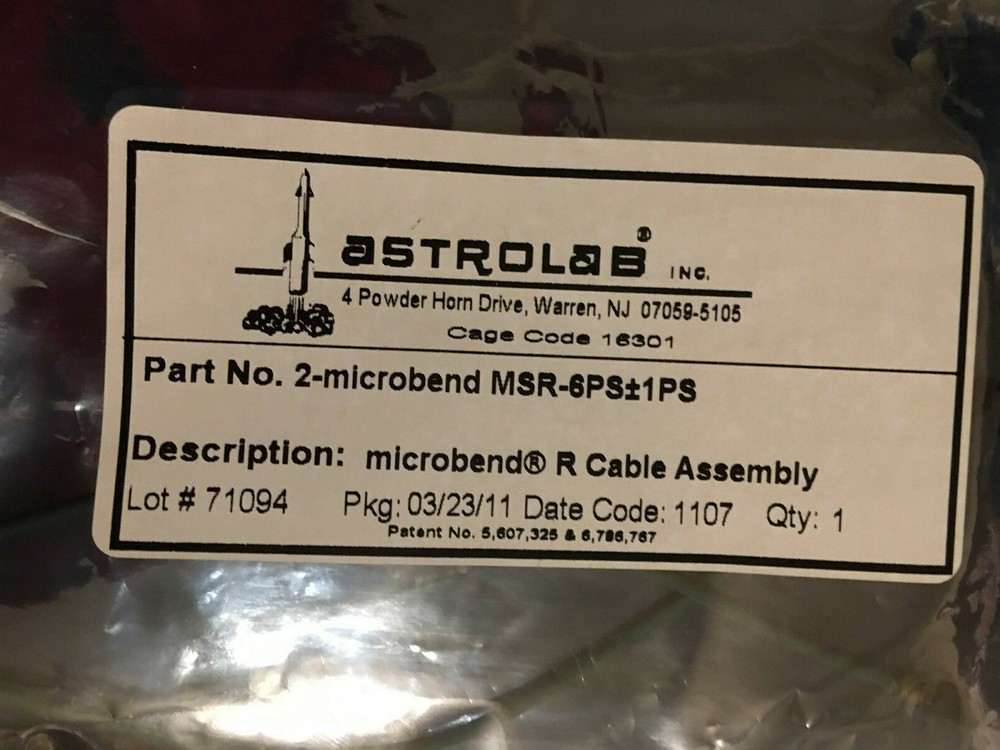 aSTROLaB® INC.
4 Powder Horn Drive, Warren, NJ 07059-5105
Cage Code 16301
Part No. 2-microbend MSR-6PS±1PS
Description: microbend® R Cable Assembly
Lot # 71094 Pkg: 03/23/11 Date Code: 1107 Qty: 1
Patent No. 5,607,325 & 6,786,767